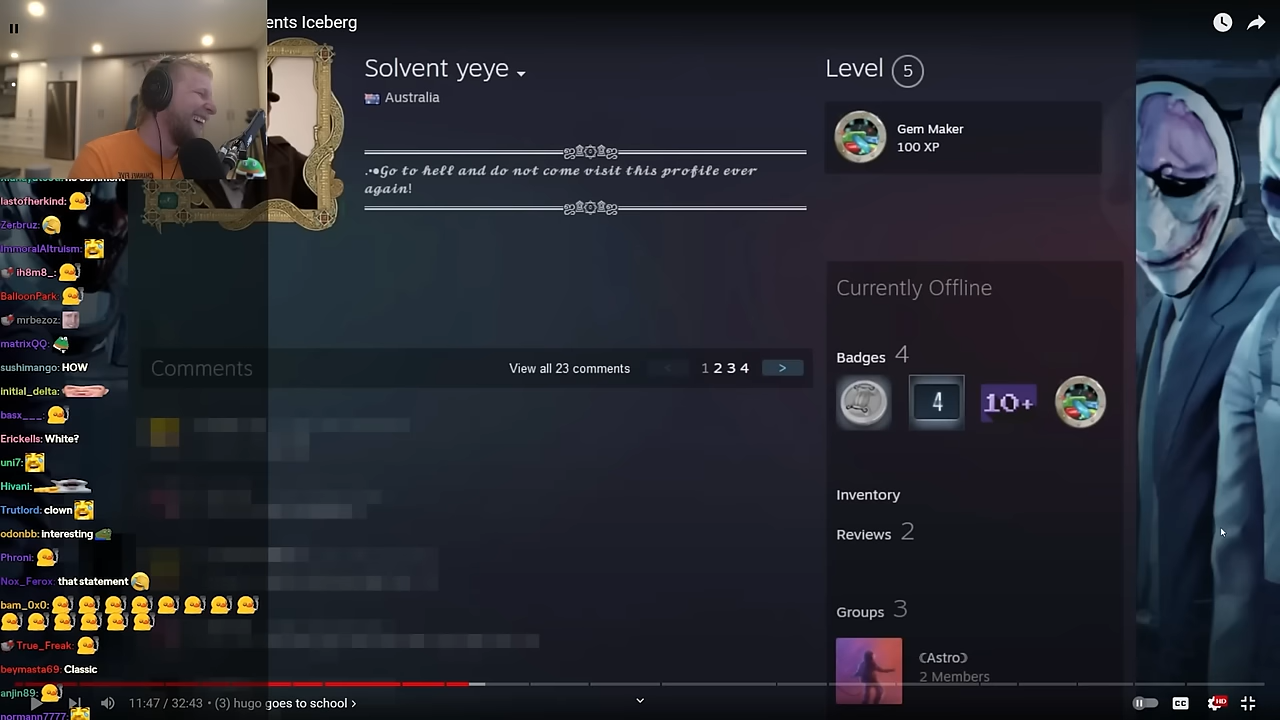 ents Iceberg
Solvent yeye
Australia
Level 5
Gem Maker
100 XP
.·●Go to hell and do not come visit this profile ever
again!
Currently Offline
Badges 4
4
10+
Comments
View all 23 comments
< 1 2 3 4 >
Inventory
Reviews 2
Groups 3
☾Astro☽
2 Members
lastofherkind:
Zerbruz:
ImmoralAltruism:
ih8m8_:
BalloonPark:
mrbezoz:
matrixQQ:
sushimango: HOW
initial_delta:
basx___:
Erickells: White?
uni7:
Hivani:
Trutlord: clown
odonbb: interesting
Phroni:
Nox_Ferox: that statement
bam_0x0:
True_Freak:
beymasta69: Classic
anjin89:
normann7777:
11:47 / 32:43 · (3) hugo goes to school ›
CC
HD